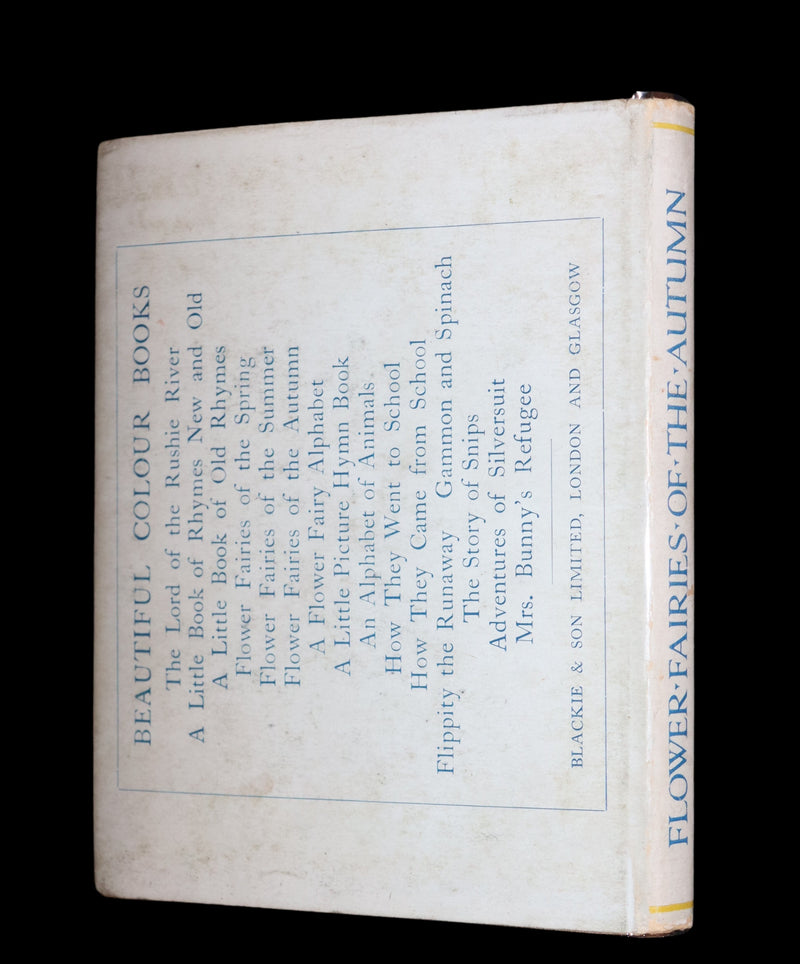 BEAUTIFUL COLOUR BOOKS
The Lord of the Rushie River
A Little Book of Rhymes New and Old
A Little Book of Old Rhymes
Flower Fairies of the Spring
Flower Fairies of the Summer
Flower Fairies of the Autumn
A Flower Fairy Alphabet
A Little Picture Hymn Book
An Alphabet of Animals
How They Went to School
How They Came from School
Flippity the Runaway Gammon and Spinach
The Story of Snips
Adventures of Silversuit
Mrs. Bunny's Refugee
BLACKIE & SON LIMITED, LONDON AND GLASGOW
FLOWER·FAIRIES·OF·THE·AUTUMN